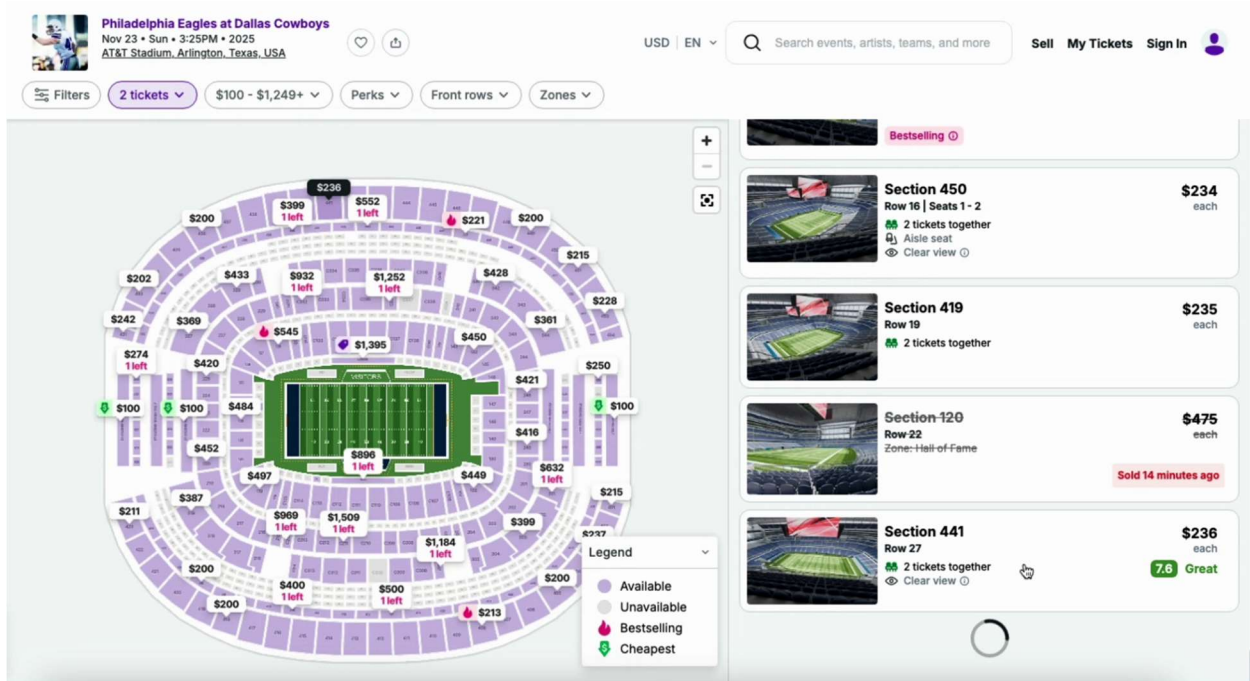 Philadelphia Eagles at Dallas Cowboys
Nov 23 • Sun • 3:25PM • 2025
AT&T Stadium, Arlington, Texas, USA
USD | EN
Search events, artists, teams, and more
Sell
My Tickets
Sign In
Filters
2 tickets
$100 - $1,249+
Perks
Front rows
Zones
$236
$399
1 left
$552
1 left
$200
$221
$200
$215
$202
$433
$932
1 left
$1,252
1 left
$428
$228
$242
$369
$545
$361
$274
1 left
$420
$1,395
$450
$250
VISITORS
$421
$100
$100
$484
$100
$416
$452
$896
1 left
$497
$449
$632
1 left
$387
$215
$211
$969
1 left
$1,509
1 left
$399
$237
$1,184
1 left
$200
$400
1 left
$500
1 left
$200
$200
$213
Legend
Available
Unavailable
Bestselling
Cheapest
Bestselling
Section 450
Row 16 | Seats 1 - 2
2 tickets together
Aisle seat
Clear view
$234
each
Section 419
Row 19
2 tickets together
$235
each
Section 120
Row 22
Zone: Hall of Fame
$475
each
Sold 14 minutes ago
Section 441
Row 27
2 tickets together
Clear view
$236
each
7.6 Great